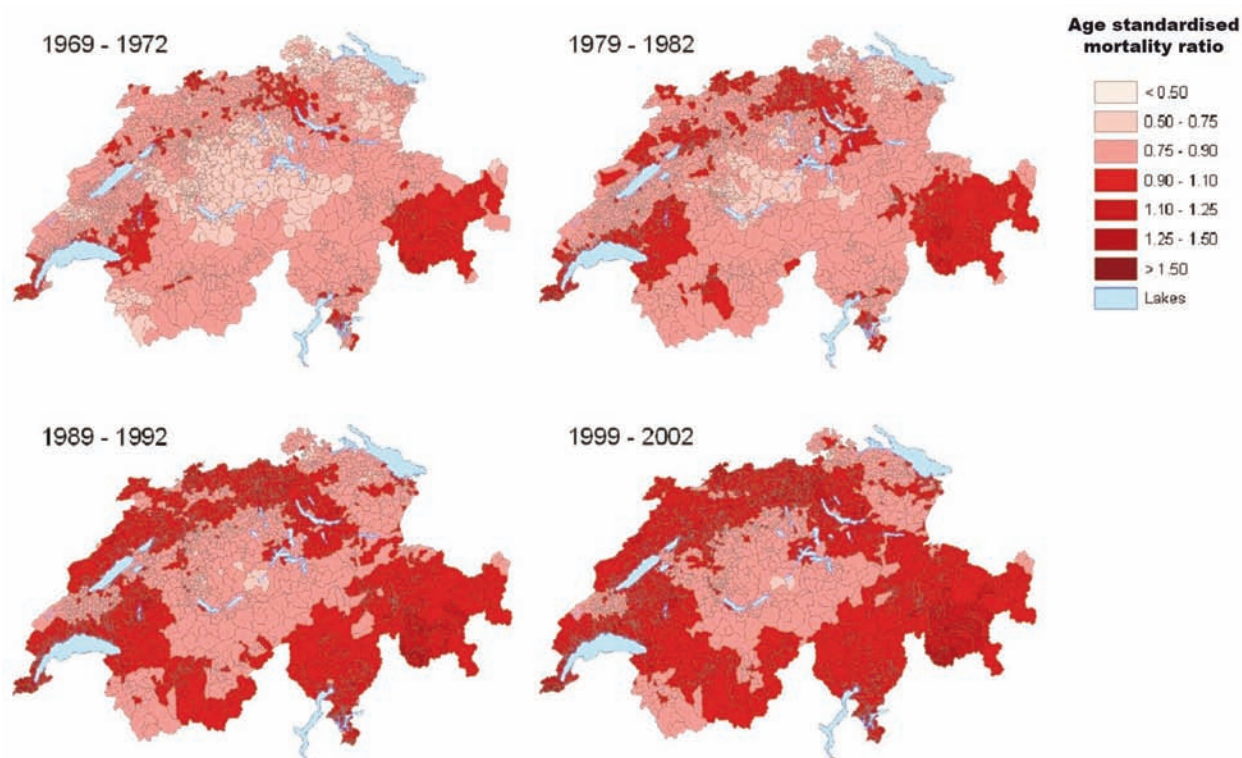 1969 - 1972
1979 - 1982
Age standardised
mortality ratio
< 0.50
0.50 - 0.75
0.75 - 0.90
0.90 - 1.10
1.10 - 1.25
1.25 - 1.50
> 1.50
Lakes
1989 - 1992
1999 - 2002